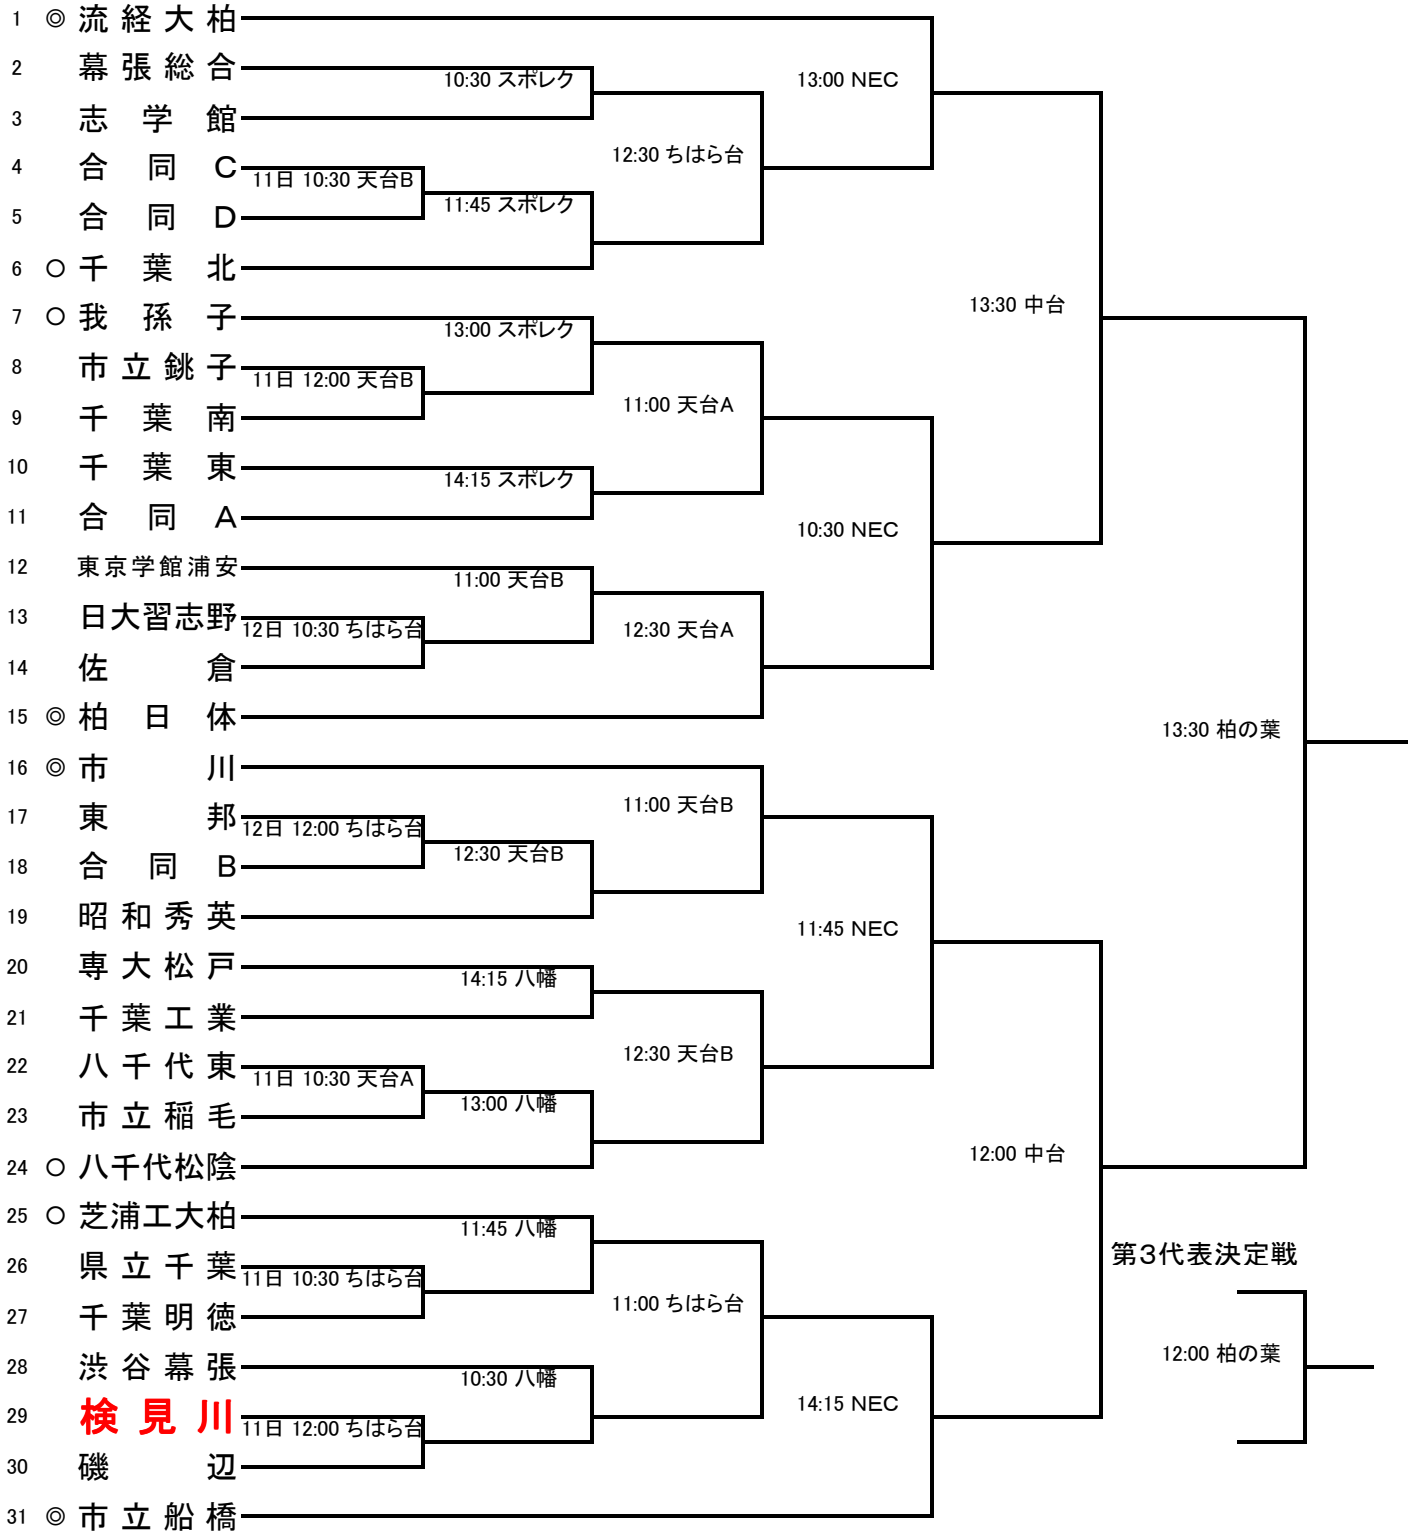 1 ◎ 流経大柏
2 幕張総合
10:30 スポレク
13:00 NEC
3 志学館
12:30 ちはら台
4 合同C
11日 10:30 天台B
11:45 スポレク
5 合同D
6 ○ 千葉北
13:30 中台
7 ○ 我孫子
13:00 スポレク
8 市立銚子
11日 12:00 天台B
11:00 天台A
9 千葉南
10 千葉東
14:15 スポレク
11 合同A
10:30 NEC
12 東京学館浦安
11:00 天台B
13 日大習志野
12日 10:30 ちはら台
12:30 天台A
14 佐倉
15 ◎ 柏日体
13:30 柏の葉
16 ◎ 市川
11:00 天台B
17 東邦
12日 12:00 ちはら台
12:30 天台B
18 合同B
19 昭和秀英
11:45 NEC
20 専大松戸
14:15 八幡
21 千葉工業
12:30 天台B
22 八千代東
11日 10:30 天台A
13:00 八幡
23 市立稲毛
12:00 中台
24 ○ 八千代松陰
25 ○ 芝浦工大柏
11:45 八幡
第3代表決定戦
26 県立千葉
11日 10:30 ちはら台
11:00 ちはら台
27 千葉明徳
12:00 柏の葉
28 渋谷幕張
10:30 八幡
14:15 NEC
29 検見川
11日 12:00 ちはら台
30 磯辺
31 ◎ 市立船橋